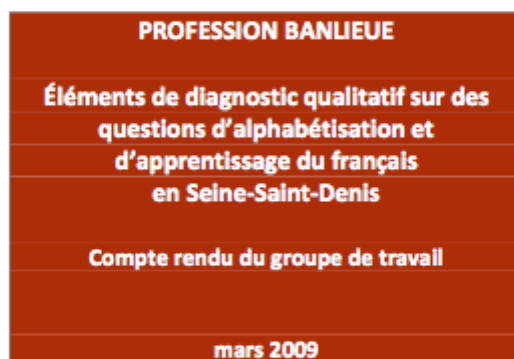 PROFESSION BANLIEUE
Éléments de diagnostic qualitatif sur des
questions d'alphabétisation et
d'apprentissage du français
en Seine-Saint-Denis
Compte rendu du groupe de travail
mars 2009